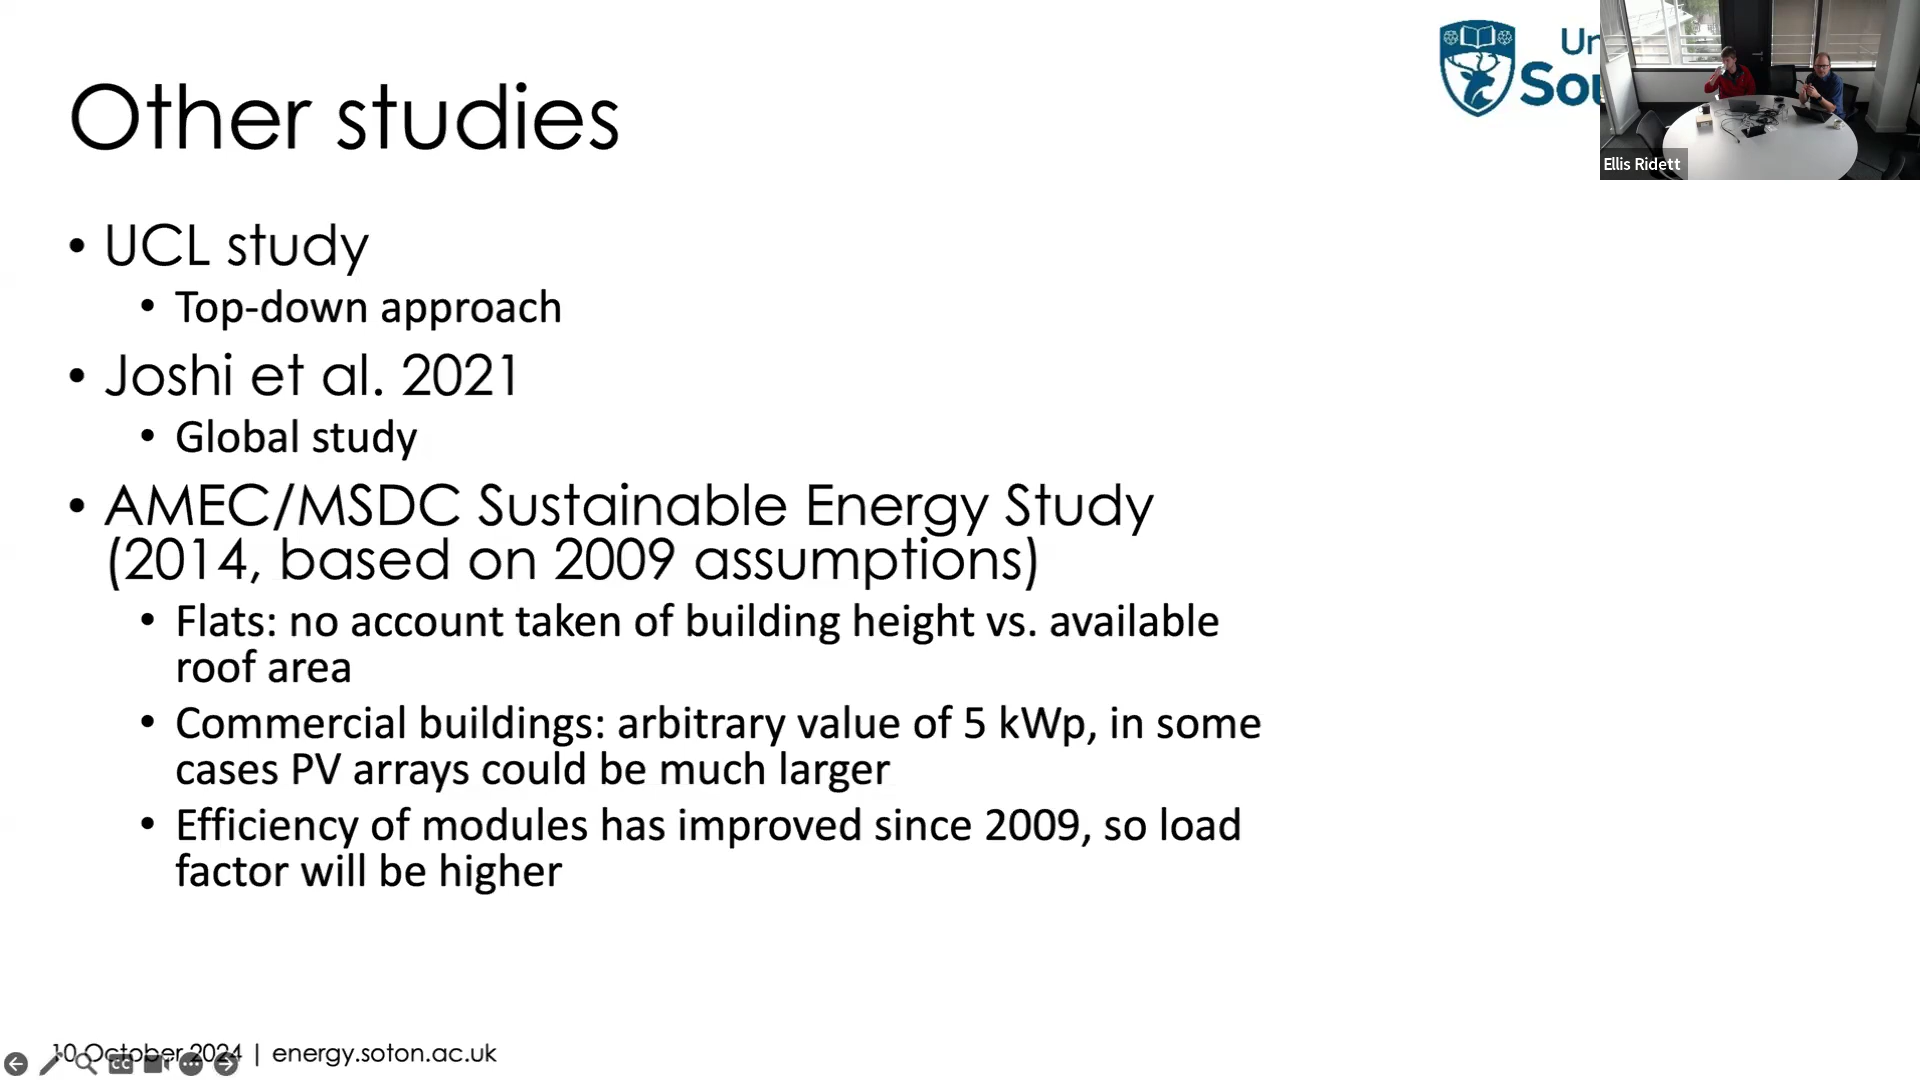 Other studies
Ellis Ridett
• UCL study
• Top-down approach
• Joshi et al. 2021
• Global study
• AMEC/MSDC Sustainable Energy Study
(2014, based on 2009 assumptions)
• Flats: no account taken of building height vs. available
roof area
• Commercial buildings: arbitrary value of 5 kWp, in some
cases PV arrays could be much larger
• Efficiency of modules has improved since 2009, so load
factor will be higher
10 October 2024 | energy.soton.ac.uk
CC